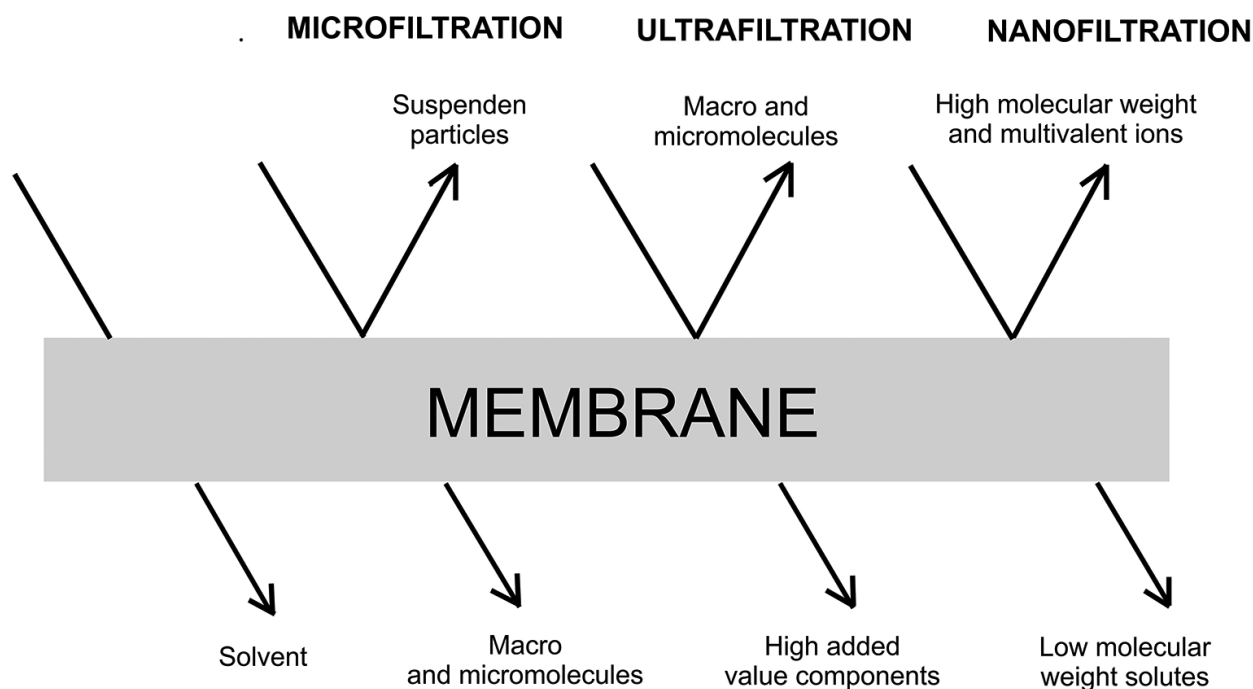 . MICROFILTRATION ULTRAFILTRATION NANOFILTRATION
Suspenden
particles
Macro and
micromolecules
High molecular weight
and multivalent ions
MEMBRANE
Solvent
Macro
and micromolecules
High added
value components
Low molecular
weight solutes